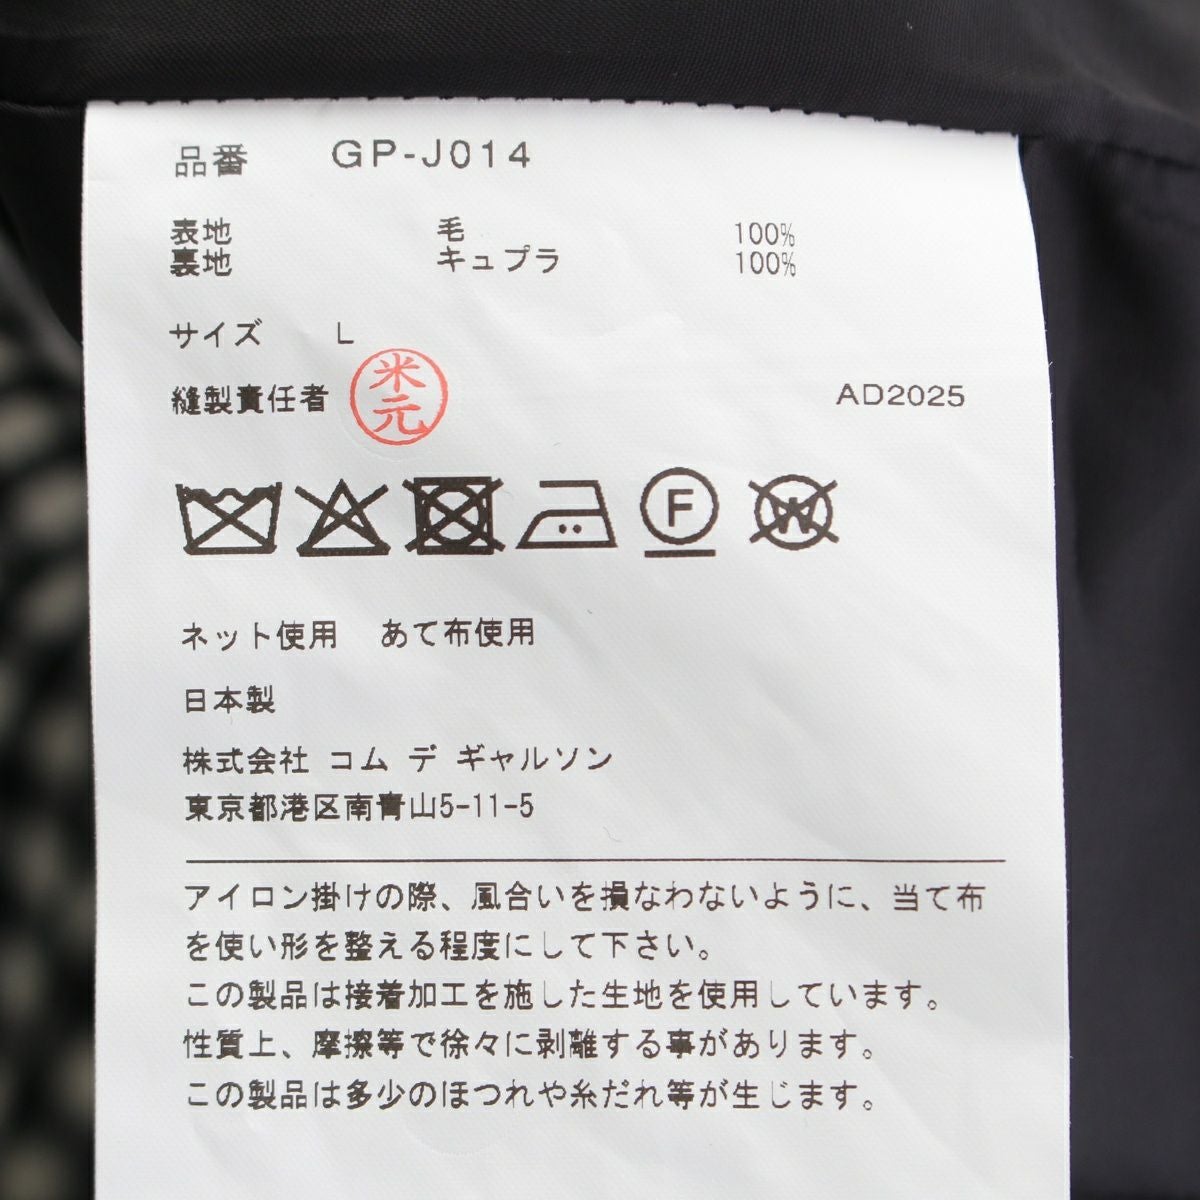 品番 GP-J014
表地 毛 100%
裏地 キュプラ 100%
サイズ L
縫製責任者 米元 AD2025
F W
ネット使用 あて布使用
日本製
株式会社 コム デ ギャルソン
東京都港区南青山5-11-5
アイロン掛けの際、風合いを損なわないように、当て布
を使い形を整える程度にして下さい。
この製品は接着加工を施した生地を使用しています。
性質上、摩擦等で徐々に剥離する事があります。
この製品は多少のほつれや糸だれ等が生じます。